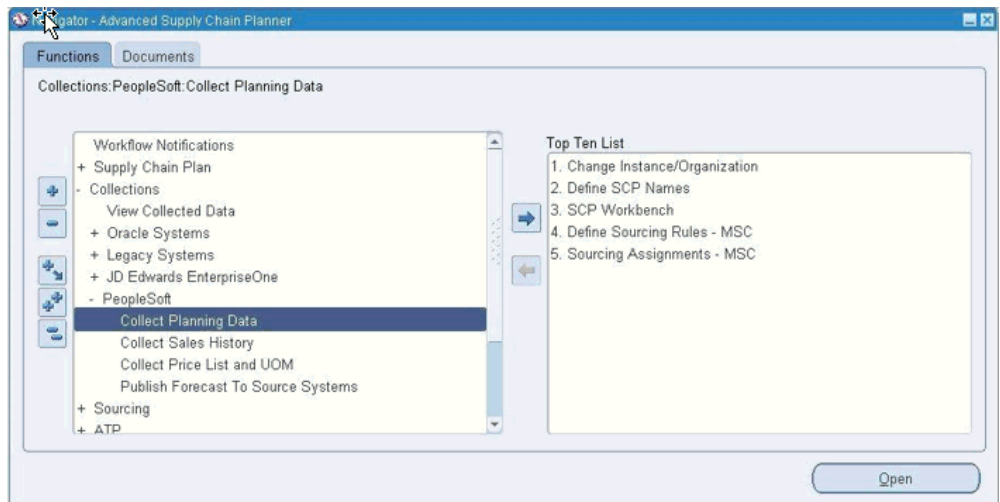 Navigator - Advanced Supply Chain Planner
Functions Documents
Collections:PeopleSoft:Collect Planning Data
Workflow Notifications
+ Supply Chain Plan
- Collections
View Collected Data
+ Oracle Systems
+ Legacy Systems
+ JD Edwards EnterpriseOne
- PeopleSoft
Collect Planning Data
Collect Sales History
Collect Price List and UOM
Publish Forecast To Source Systems
+ Sourcing
+ ATP
Top Ten List
1. Change Instance/Organization
2. Define SCP Names
3. SCP Workbench
4. Define Sourcing Rules - MSC
5. Sourcing Assignments - MSC
Open